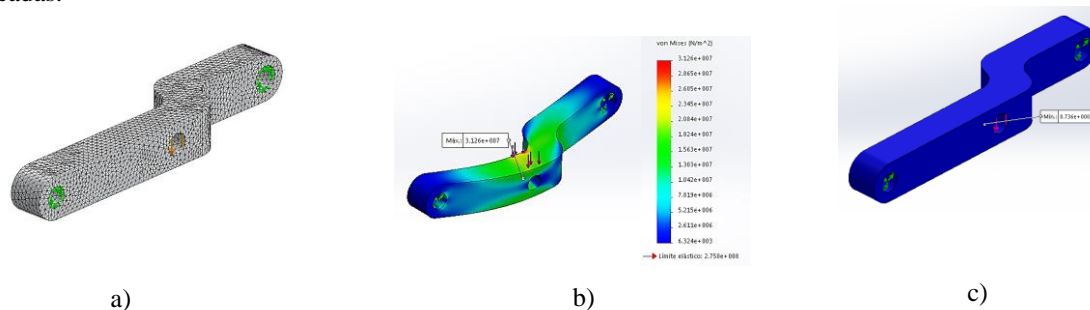 von Mises (N/m^2)
3.126e+007
2.865e+007
2.605e+007
2.345e+007
2.084e+007
1.824e+007
1.563e+007
1.303e+007
1.042e+007
7.819e+006
5.215e+006
2.611e+006
6.324e+003
Límite elástico: 2.750e+008
Máx.: 3.126e+007
Mín.: 8.736e+000
a)
b)
c)